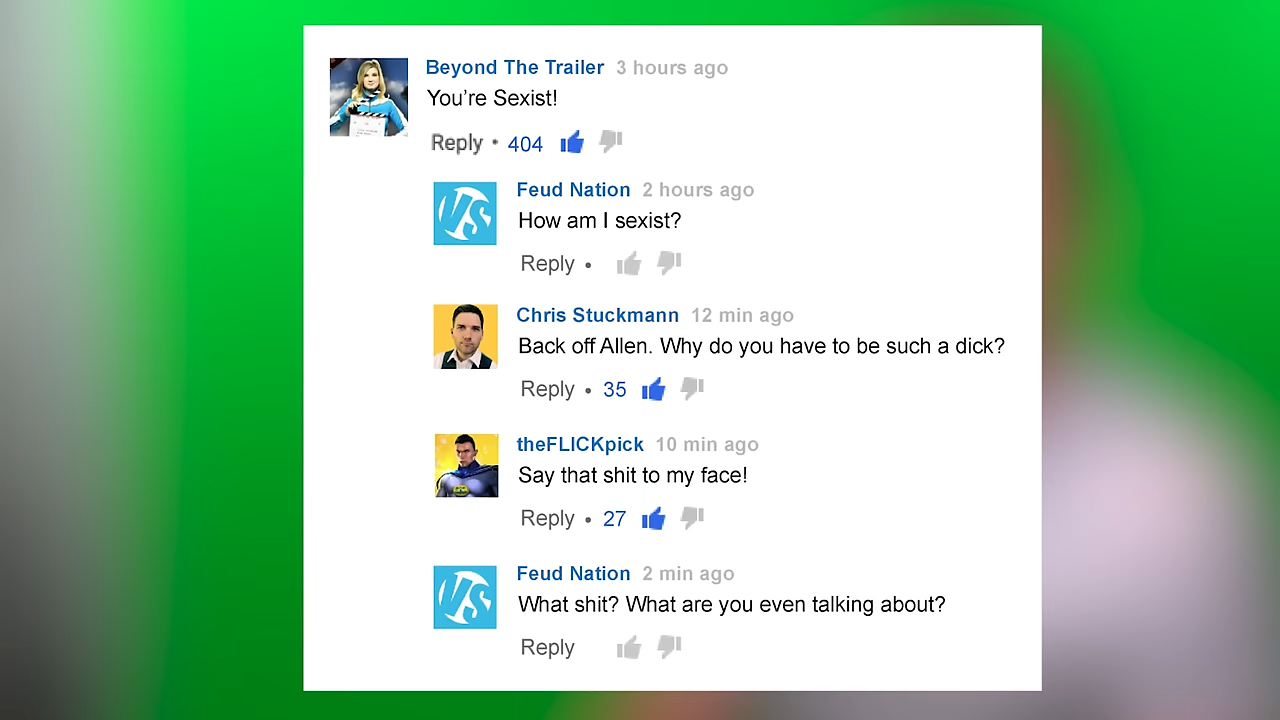 Beyond The Trailer 3 hours ago
You're Sexist!
Reply • 404
VS
Feud Nation 2 hours ago
How am I sexist?
Reply •
Chris Stuckmann 12 min ago
Back off Allen. Why do you have to be such a dick?
Reply • 35
theFLICKpick 10 min ago
Say that shit to my face!
Reply • 27
VS
Feud Nation 2 min ago
What shit? What are you even talking about?
Reply